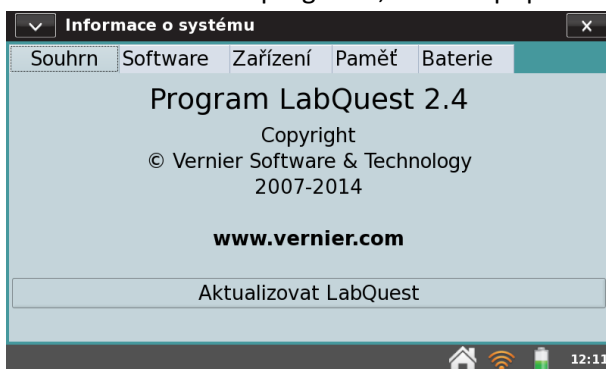 Informace o systému
Souhrn Software Zařízení Paměť Baterie
Program LabQuest 2.4
Copyright
© Vernier Software & Technology
2007-2014
www.vernier.com
Aktualizovat LabQuest
12:11